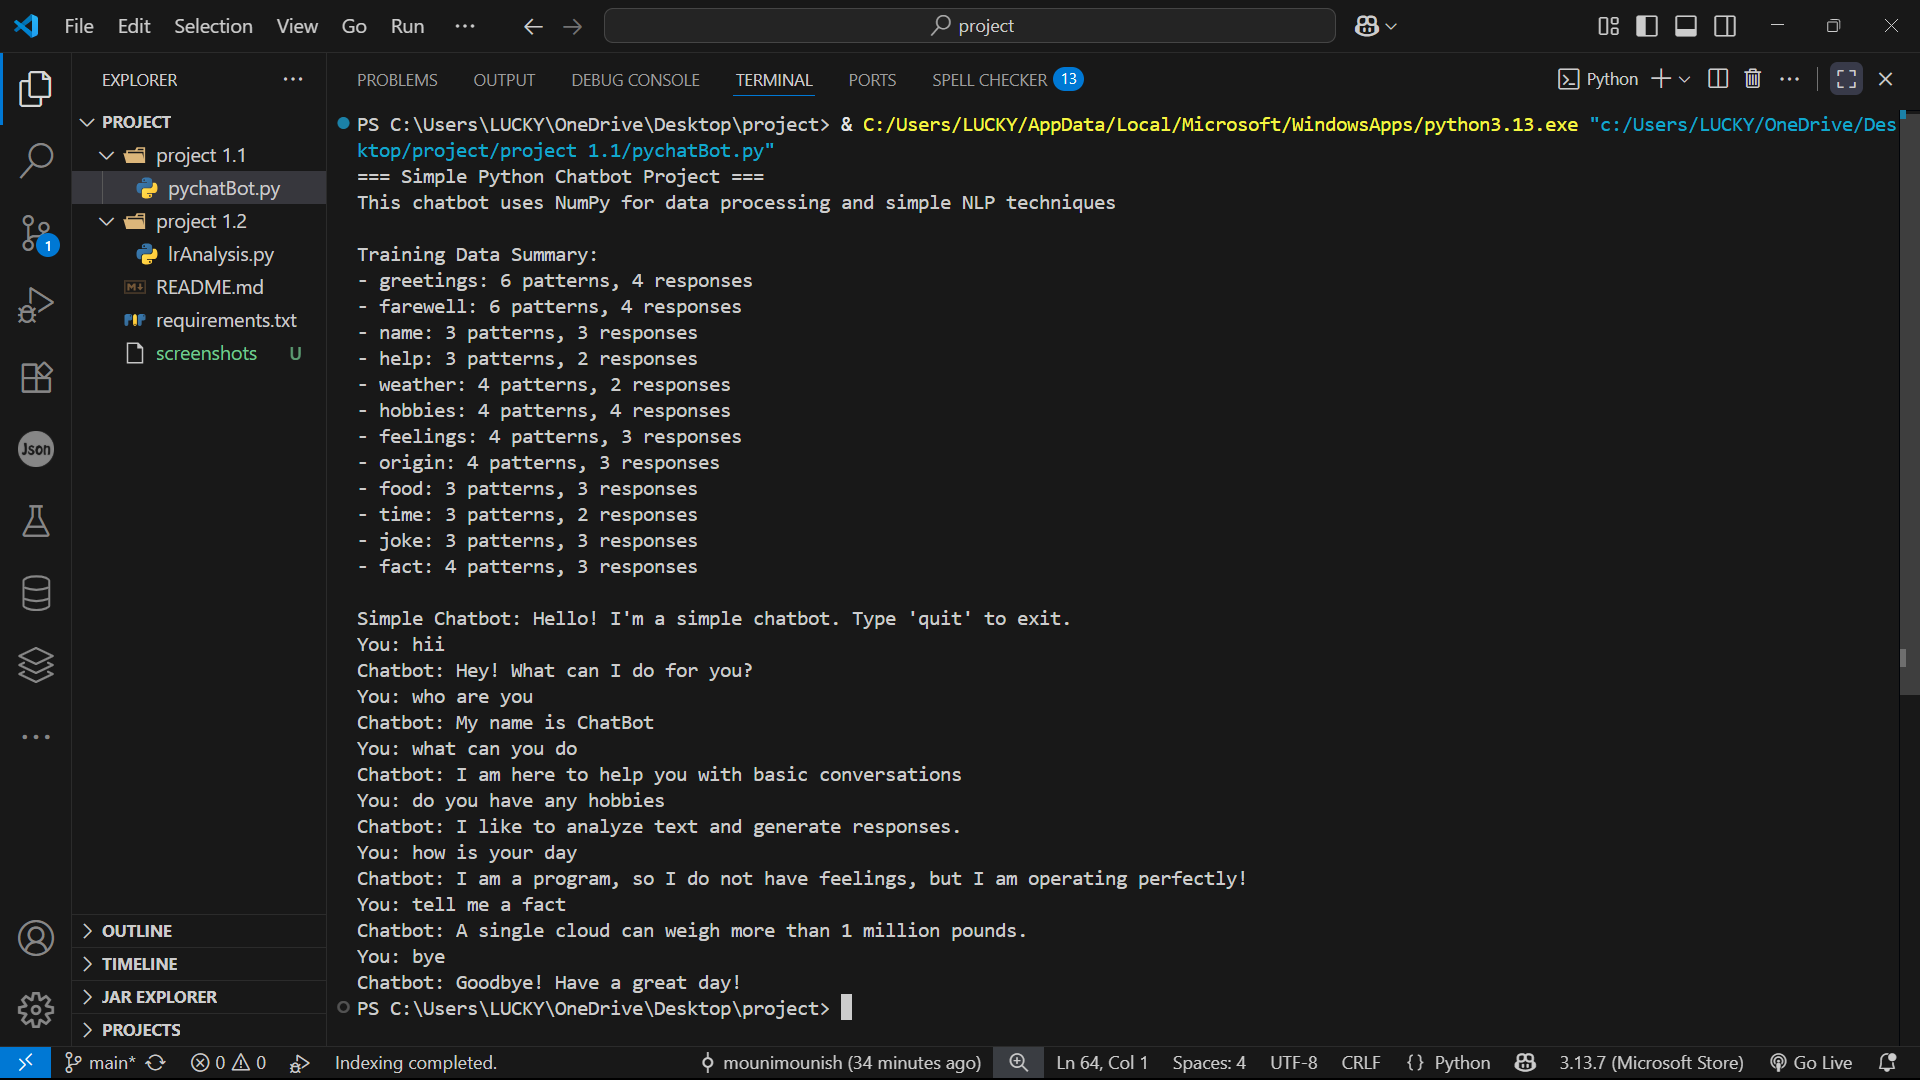 File Edit Selection View Go Run ··· project
EXPLORER ···
PROJECT
project 1.1
pychatBot.py
project 1.2
lrAnalysis.py
README.md
requirements.txt
screenshots U
OUTLINE
TIMELINE
JAR EXPLORER
PROJECTS
1
Json
PROBLEMS OUTPUT DEBUG CONSOLE TERMINAL PORTS SPELL CHECKER 13 Python
PS C:\Users\LUCKY\OneDrive\Desktop\project> & C:/Users/LUCKY/AppData/Local/Microsoft/WindowsApps/python3.13.exe "c:/Users/LUCKY/OneDrive/Des
ktop/project/project 1.1/pychatBot.py"
=== Simple Python Chatbot Project ===
This chatbot uses NumPy for data processing and simple NLP techniques
Training Data Summary:
- greetings: 6 patterns, 4 responses
- farewell: 6 patterns, 4 responses
- name: 3 patterns, 3 responses
- help: 3 patterns, 2 responses
- weather: 4 patterns, 2 responses
- hobbies: 4 patterns, 4 responses
- feelings: 4 patterns, 3 responses
- origin: 4 patterns, 3 responses
- food: 3 patterns, 3 responses
- time: 3 patterns, 2 responses
- joke: 3 patterns, 3 responses
- fact: 4 patterns, 3 responses
Simple Chatbot: Hello! I'm a simple chatbot. Type 'quit' to exit.
You: hii
Chatbot: Hey! What can I do for you?
You: who are you
Chatbot: My name is ChatBot
You: what can you do
Chatbot: I am here to help you with basic conversations
You: do you have any hobbies
Chatbot: I like to analyze text and generate responses.
You: how is your day
Chatbot: I am a program, so I do not have feelings, but I am operating perfectly!
You: tell me a fact
Chatbot: A single cloud can weigh more than 1 million pounds.
You: bye
Chatbot: Goodbye! Have a great day!
PS C:\Users\LUCKY\OneDrive\Desktop\project>
main* 0 0 Indexing completed. mounimounish (34 minutes ago) Ln 64, Col 1 Spaces: 4 UTF-8 CRLF {} Python 3.13.7 (Microsoft Store) Go Live